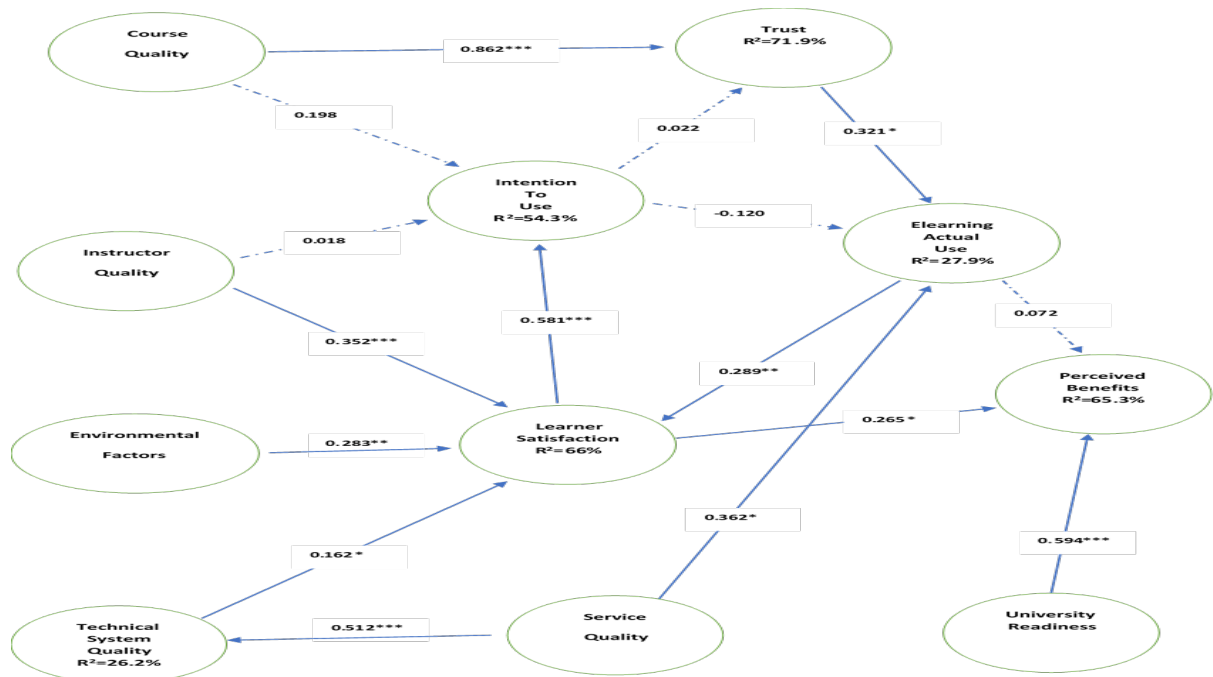 Course
Quality
0.862***
Trust
R²=71.9%
0.198
0.022
0.321*
Intention
To
Use
R²=54.3%
-0.120
Elearning
Actual
Use
R²=27.9%
Instructor
Quality
0.018
0.581***
0.352***
0.072
0.289**
Perceived
Benefits
R²=65.3%
Environmental
Factors
0.283**
Learner
Satisfaction
R²=66%
0.265*
0.362*
0.162*
0.594***
Technical
System
Quality
R²=26.2%
0.512***
Service
Quality
University
Readiness